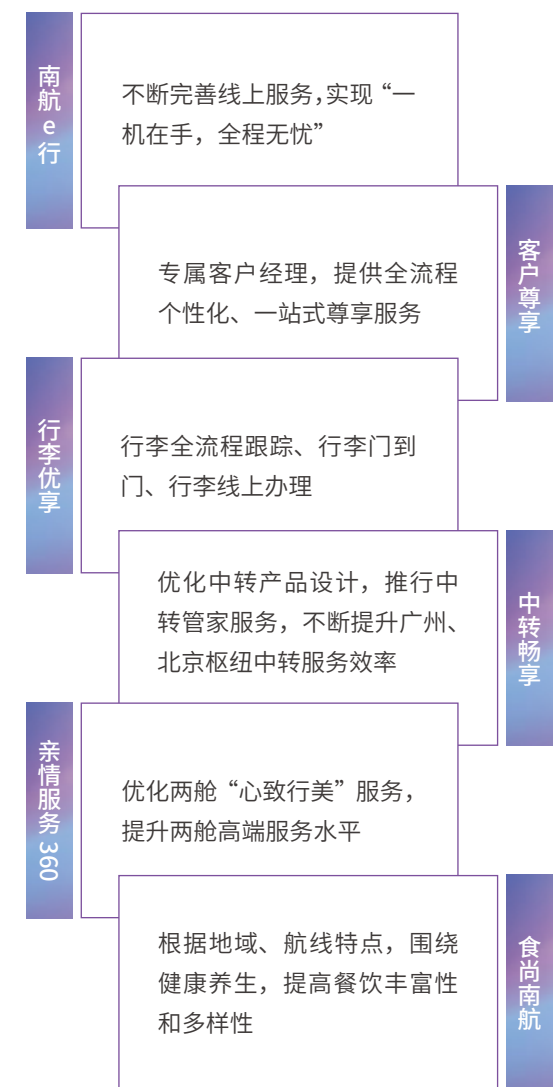 南航e行
不断完善线上服务，实现“一
机在手，全程无忧”
客户尊享
专属客户经理，提供全流程
个性化、一站式尊享服务
行李优享
行李全流程跟踪、行李门到
门、行李线上办理
中转畅享
优化中转产品设计，推行中
转管家服务，不断提升广州、
北京枢纽中转服务效率
亲情服务360
优化两舱“心致行美”服务，
提升两舱高端服务水平
食尚南航
根据地域、航线特点，围绕
健康养生，提高餐饮丰富性
和多样性